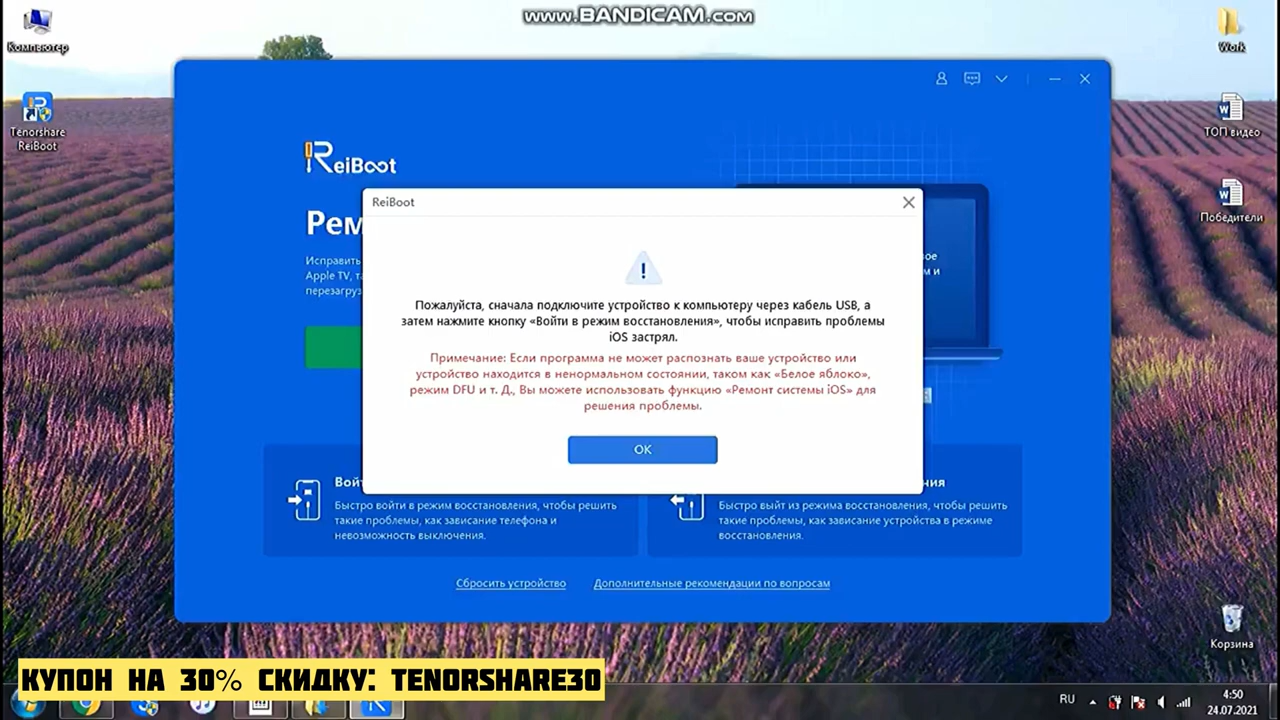 www.BANDICAM.com
Компьютер
Work
Tenorshare
ReiBoot
ТОП видео
Победители
ReiBoot
Рем
Исправить
Apple TV, т
перезагруз
ое
м и
ReiBoot
Пожалуйста, сначала подключите устройство к компьютеру через кабель USB, а
затем нажмите кнопку «Войти в режим восстановления», чтобы исправить проблемы
iOS застрял.
Примечание: Если программа не может распознать ваше устройство или
устройство находится в ненормальном состоянии, таком как «Белое яблоко»,
режим DFU и т. Д., Вы можете использовать функцию «Ремонт системы iOS» для
решения проблемы.
OK
Войт
Быстро войти в режим восстановления, чтобы решить
такие проблемы, как зависание телефона и
невозможность выключения.
ния
Быстро выйт из режима восстановления, чтобы решить
такие проблемы, как зависание устройства в режиме
восстановления.
Сбросить устройство
Дополнительные рекомендации по вопросам
Корзина
КУПОН НА 30% СКИДКУ: TENORSHARE30
RU
4:50
24.07.2021